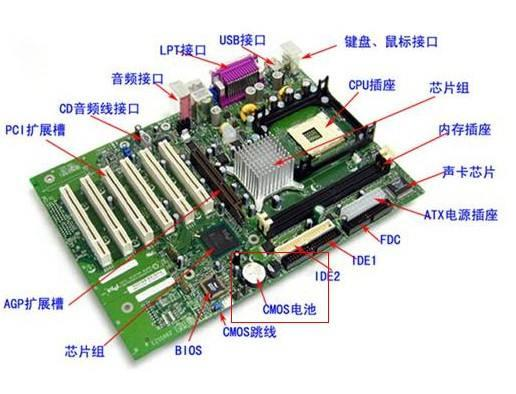 USB接口
LPT接口
键盘、鼠标接口
音频接口
CPU插座
芯片组
CD音频线接口
PCI扩展槽
内存插座
声卡芯片
ATX电源插座
FDC
IDE1
IDE2
AGP扩展槽
CMOS电池
CMOS跳线
BIOS
芯片组